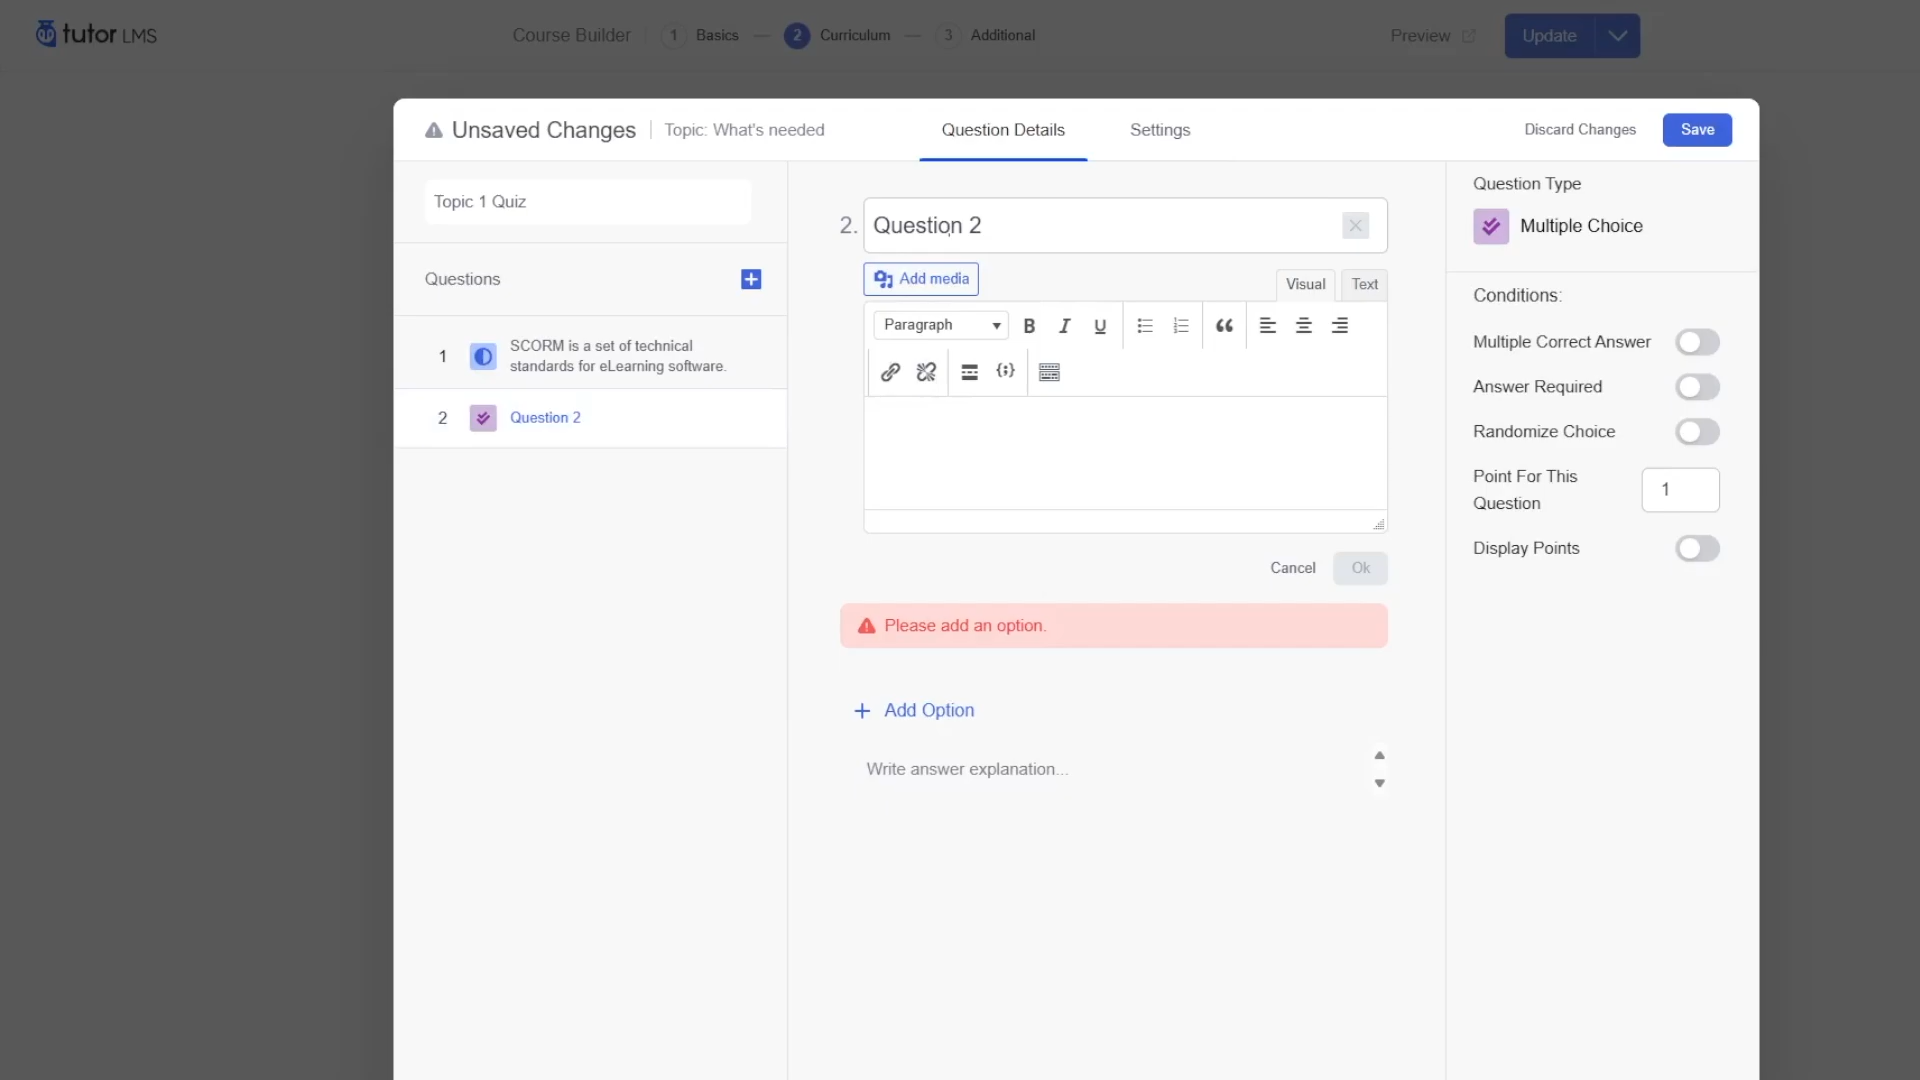 tutor LMS
Course Builder
1 Basics
2 Curriculum
3 Additional
Preview
Update
Unsaved Changes
Topic: What's needed
Question Details
Settings
Discard Changes
Save
Topic 1 Quiz
Questions
1 SCORM is a set of technical
standards for eLearning software.
2 Question 2
2. Question 2
Add media
Visual
Text
Paragraph
Cancel
Ok
Please add an option.
Add Option
Write answer explanation...
Question Type
Multiple Choice
Conditions:
Multiple Correct Answer
Answer Required
Randomize Choice
Point For This
Question
1
Display Points